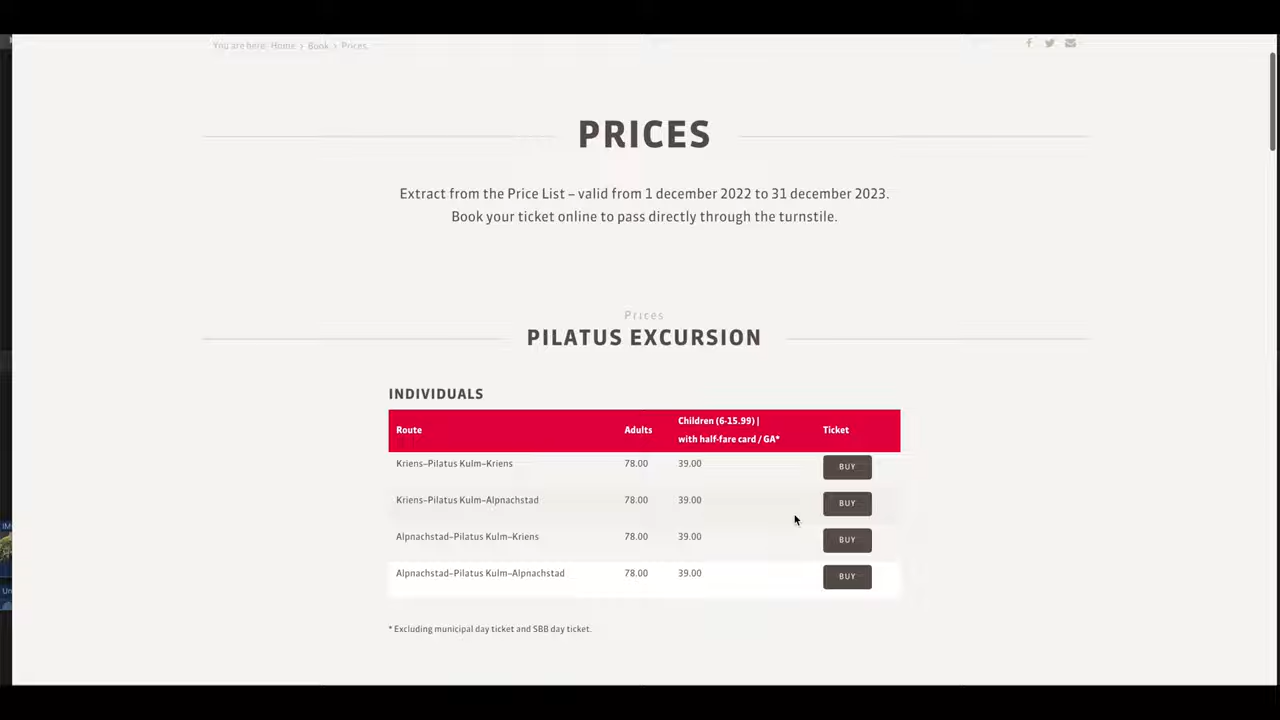 You are here: Home > Book > Prices
PRICES
Extract from the Price List – valid from 1 december 2022 to 31 december 2023.
Book your ticket online to pass directly through the turnstile.
Prices
PILATUS EXCURSION
INDIVIDUALS
Route Adults Children (6-15.99) | with half-fare card / GA* Ticket
Kriens–Pilatus Kulm–Kriens 78.00 39.00 BUY
Kriens–Pilatus Kulm–Alpnachstad 78.00 39.00 BUY
Alpnachstad–Pilatus Kulm–Kriens 78.00 39.00 BUY
Alpnachstad–Pilatus Kulm–Alpnachstad 78.00 39.00 BUY
* Excluding municipal day ticket and SBB day ticket.